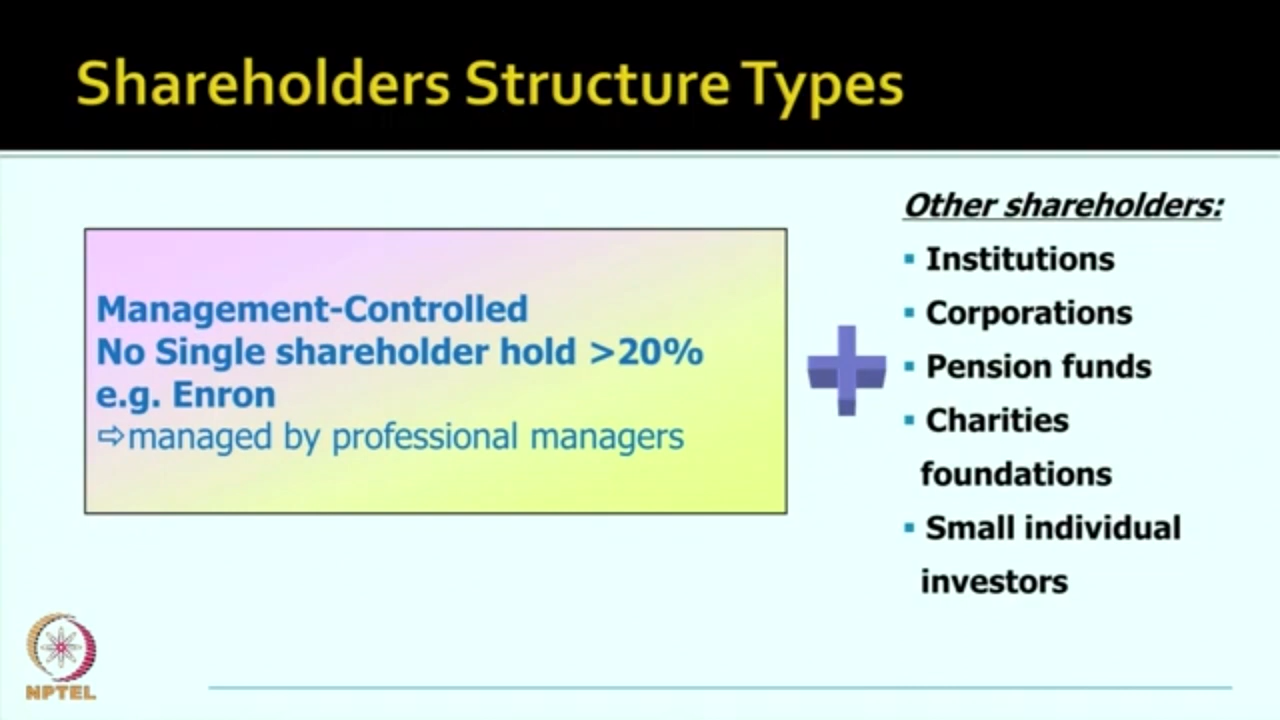 Shareholders Structure Types
Management-Controlled
No Single shareholder hold >20%
e.g. Enron
⇨managed by professional managers
Other shareholders:
▪ Institutions
▪ Corporations
▪ Pension funds
▪ Charities
foundations
▪ Small individual
investors
NPTEL